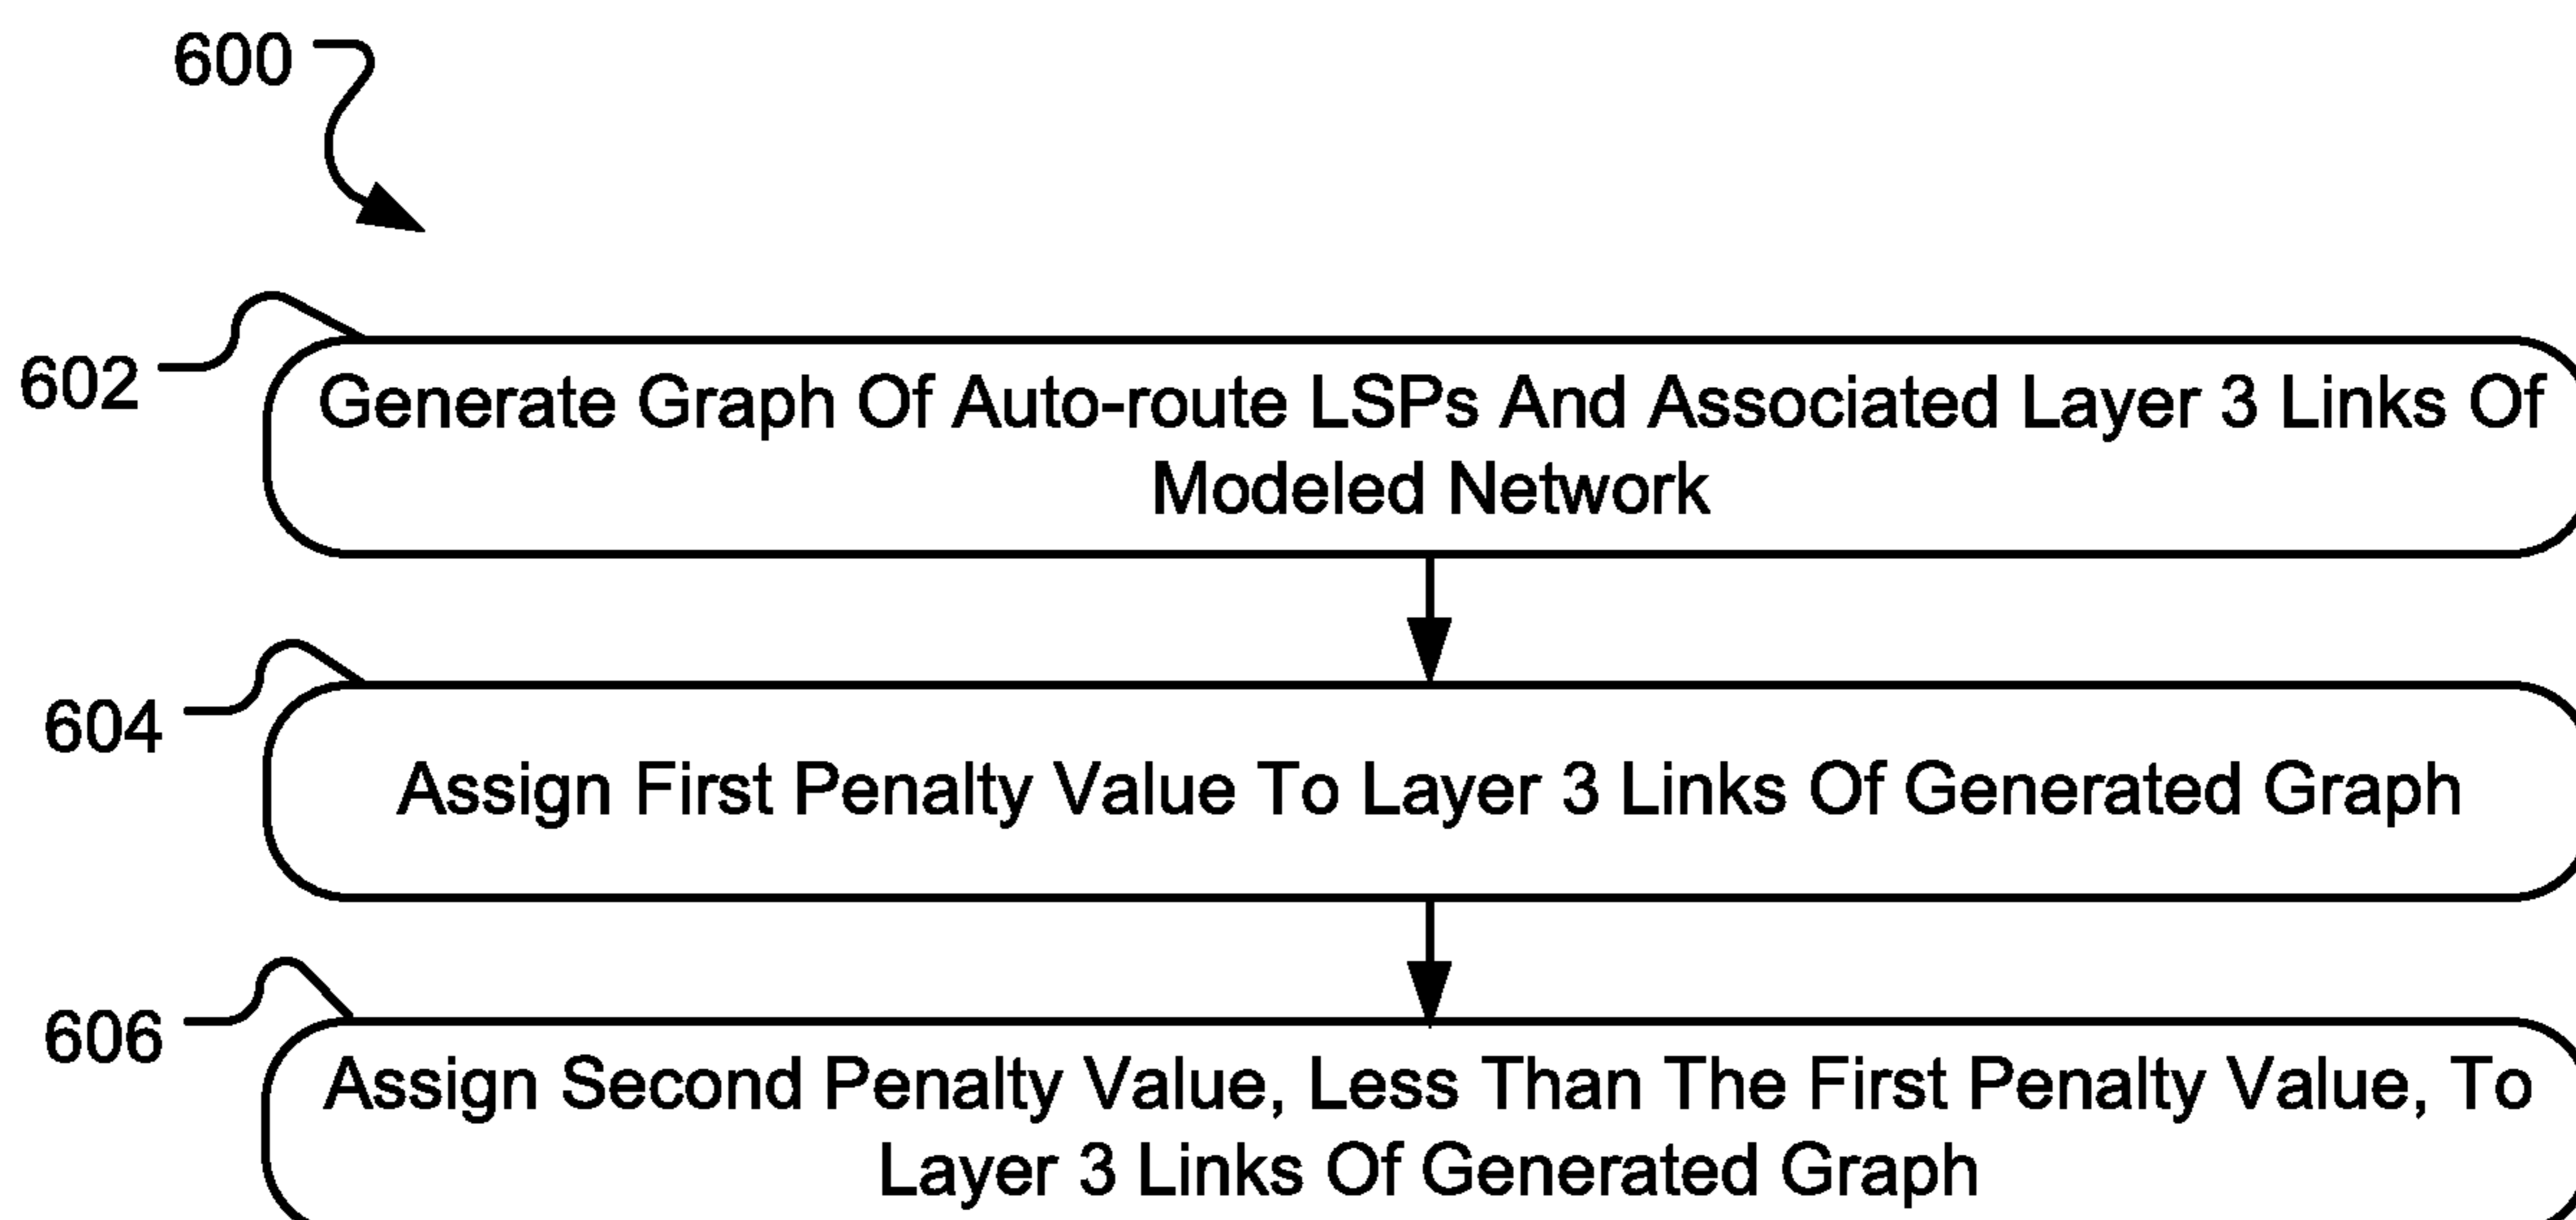 600
602
Generate Graph Of Auto-route LSPs And Associated Layer 3 Links Of
Modeled Network
604
Assign First Penalty Value To Layer 3 Links Of Generated Graph
606
Assign Second Penalty Value, Less Than The First Penalty Value, To
Layer 3 Links Of Generated Graph